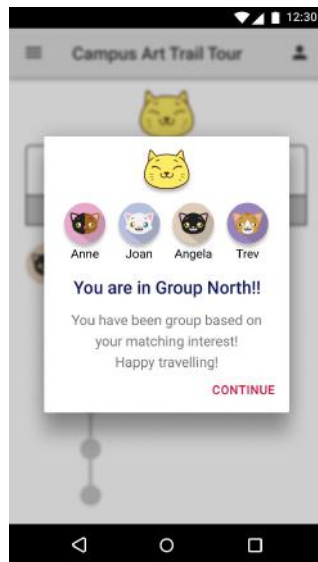 12:30
Campus Art Trail Tour
Anne Joan Angela Trev
You are in Group North!!
You have been group based on
your matching interest!
Happy travelling!
CONTINUE